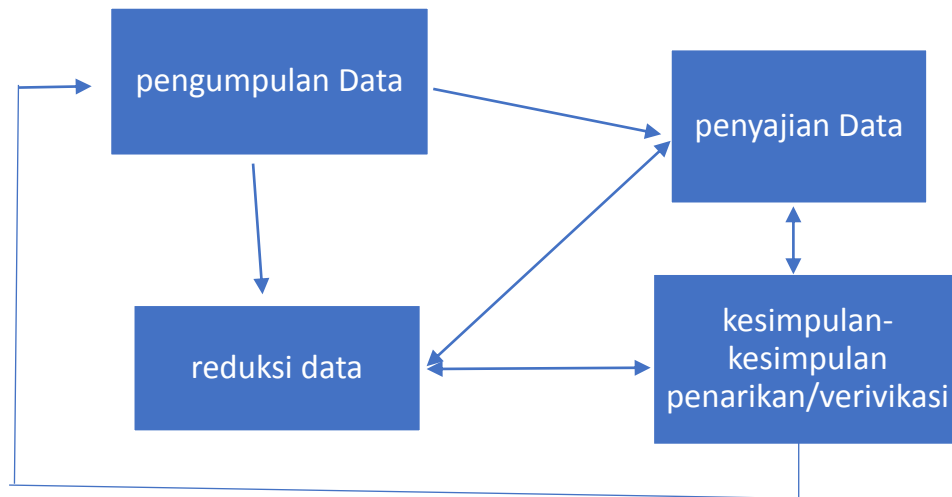 pengumpulan Data
penyajian Data
reduksi data
kesimpulan-
kesimpulan
penarikan/verivikasi